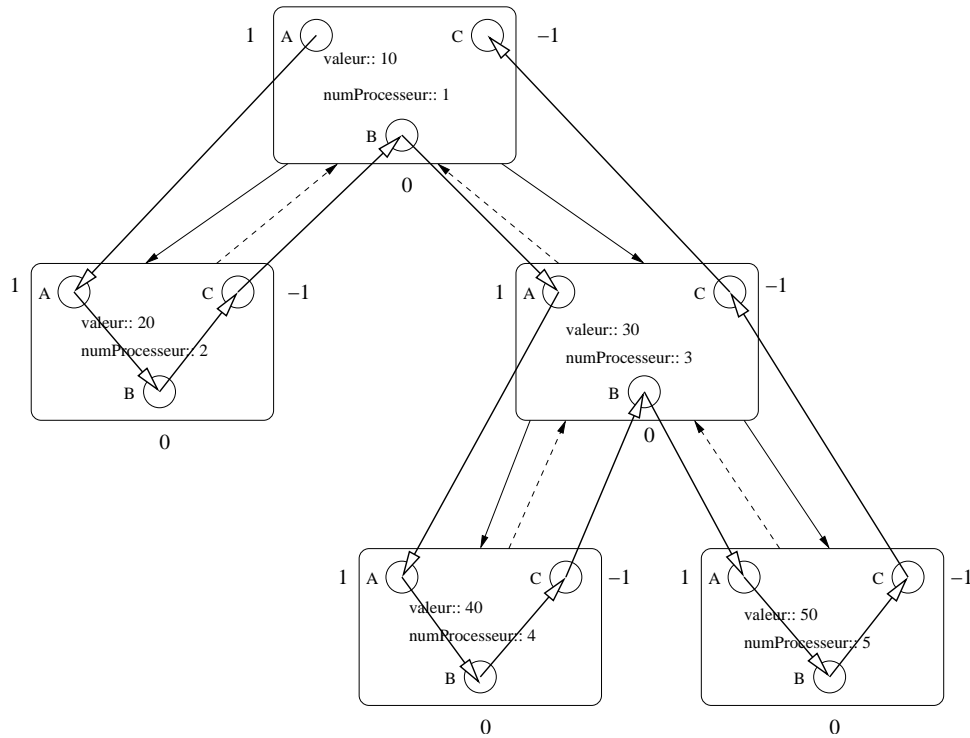 1 A C −1
valeur:: 10
numProcesseur:: 1
B
0
1 A C −1
valeur:: 20
numProcesseur:: 2
B
0
1 A C −1
valeur:: 30
numProcesseur:: 3
B
0
1 A C −1
valeur:: 40
numProcesseur:: 4
B
0
1 A C −1
valeur:: 50
numProcesseur:: 5
B
0